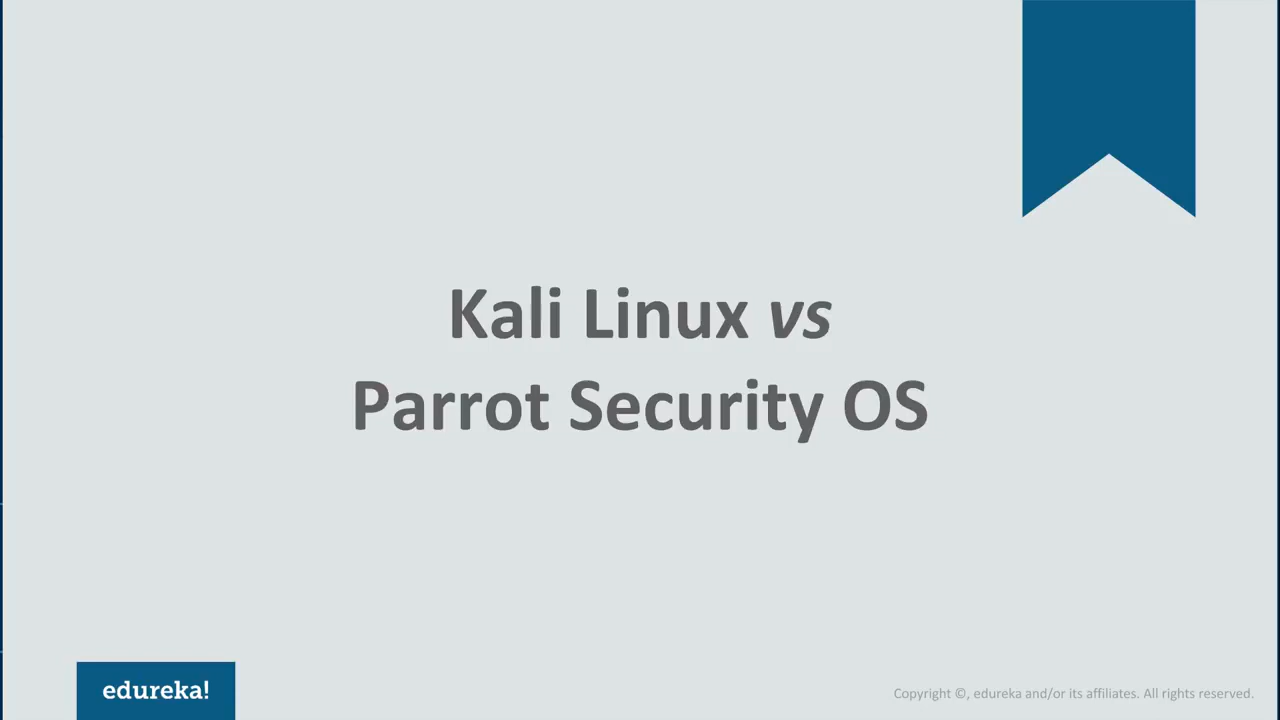 Kali Linux vs
Parrot Security OS
edureka!
Copyright ©, edureka and/or its affiliates. All rights reserved.